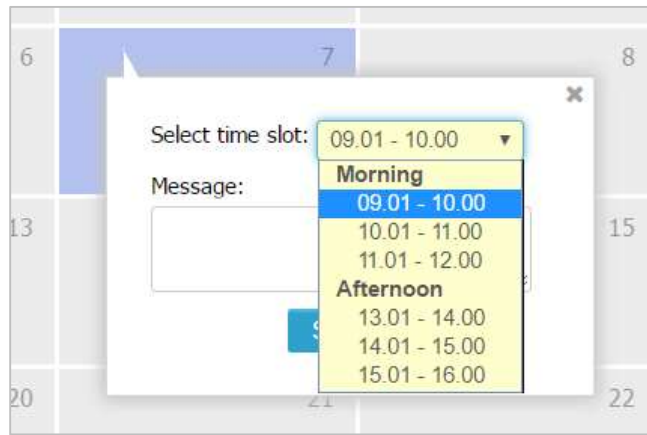 6 7 8
✖
Select time slot: 09.01 - 10.00 ▼
Message:
Morning
09.01 - 10.00
10.01 - 11.00
11.01 - 12.00
Afternoon
13.01 - 14.00
14.01 - 15.00
15.01 - 16.00
13 15
20 21 22